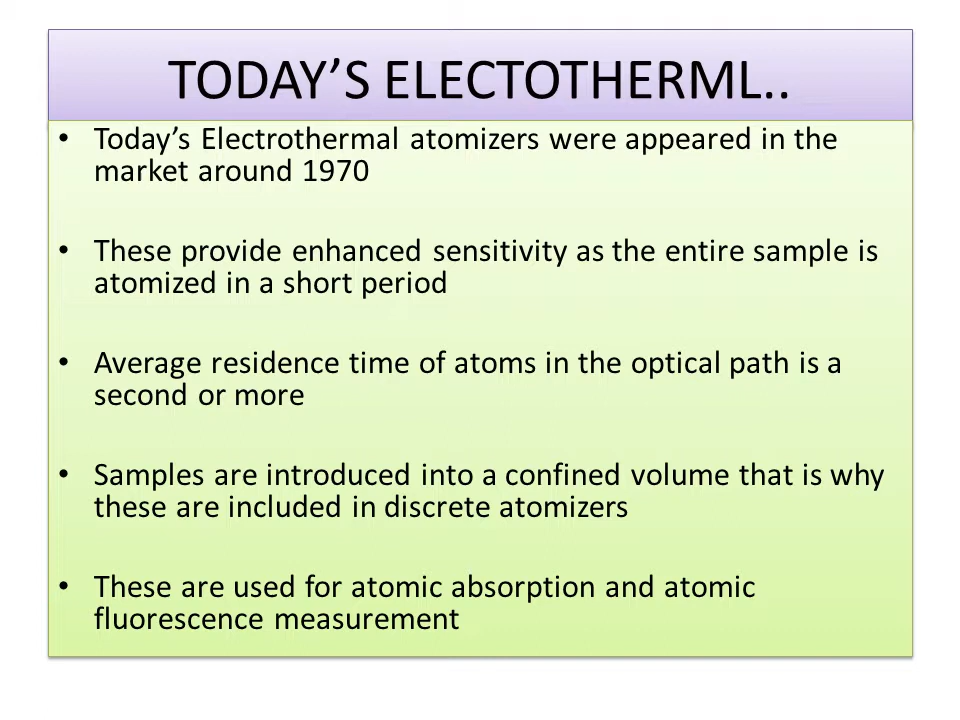 TODAY’S ELECTOTHERML..
• Today’s Electrothermal atomizers were appeared in the
market around 1970
• These provide enhanced sensitivity as the entire sample is
atomized in a short period
• Average residence time of atoms in the optical path is a
second or more
• Samples are introduced into a confined volume that is why
these are included in discrete atomizers
• These are used for atomic absorption and atomic
fluorescence measurement